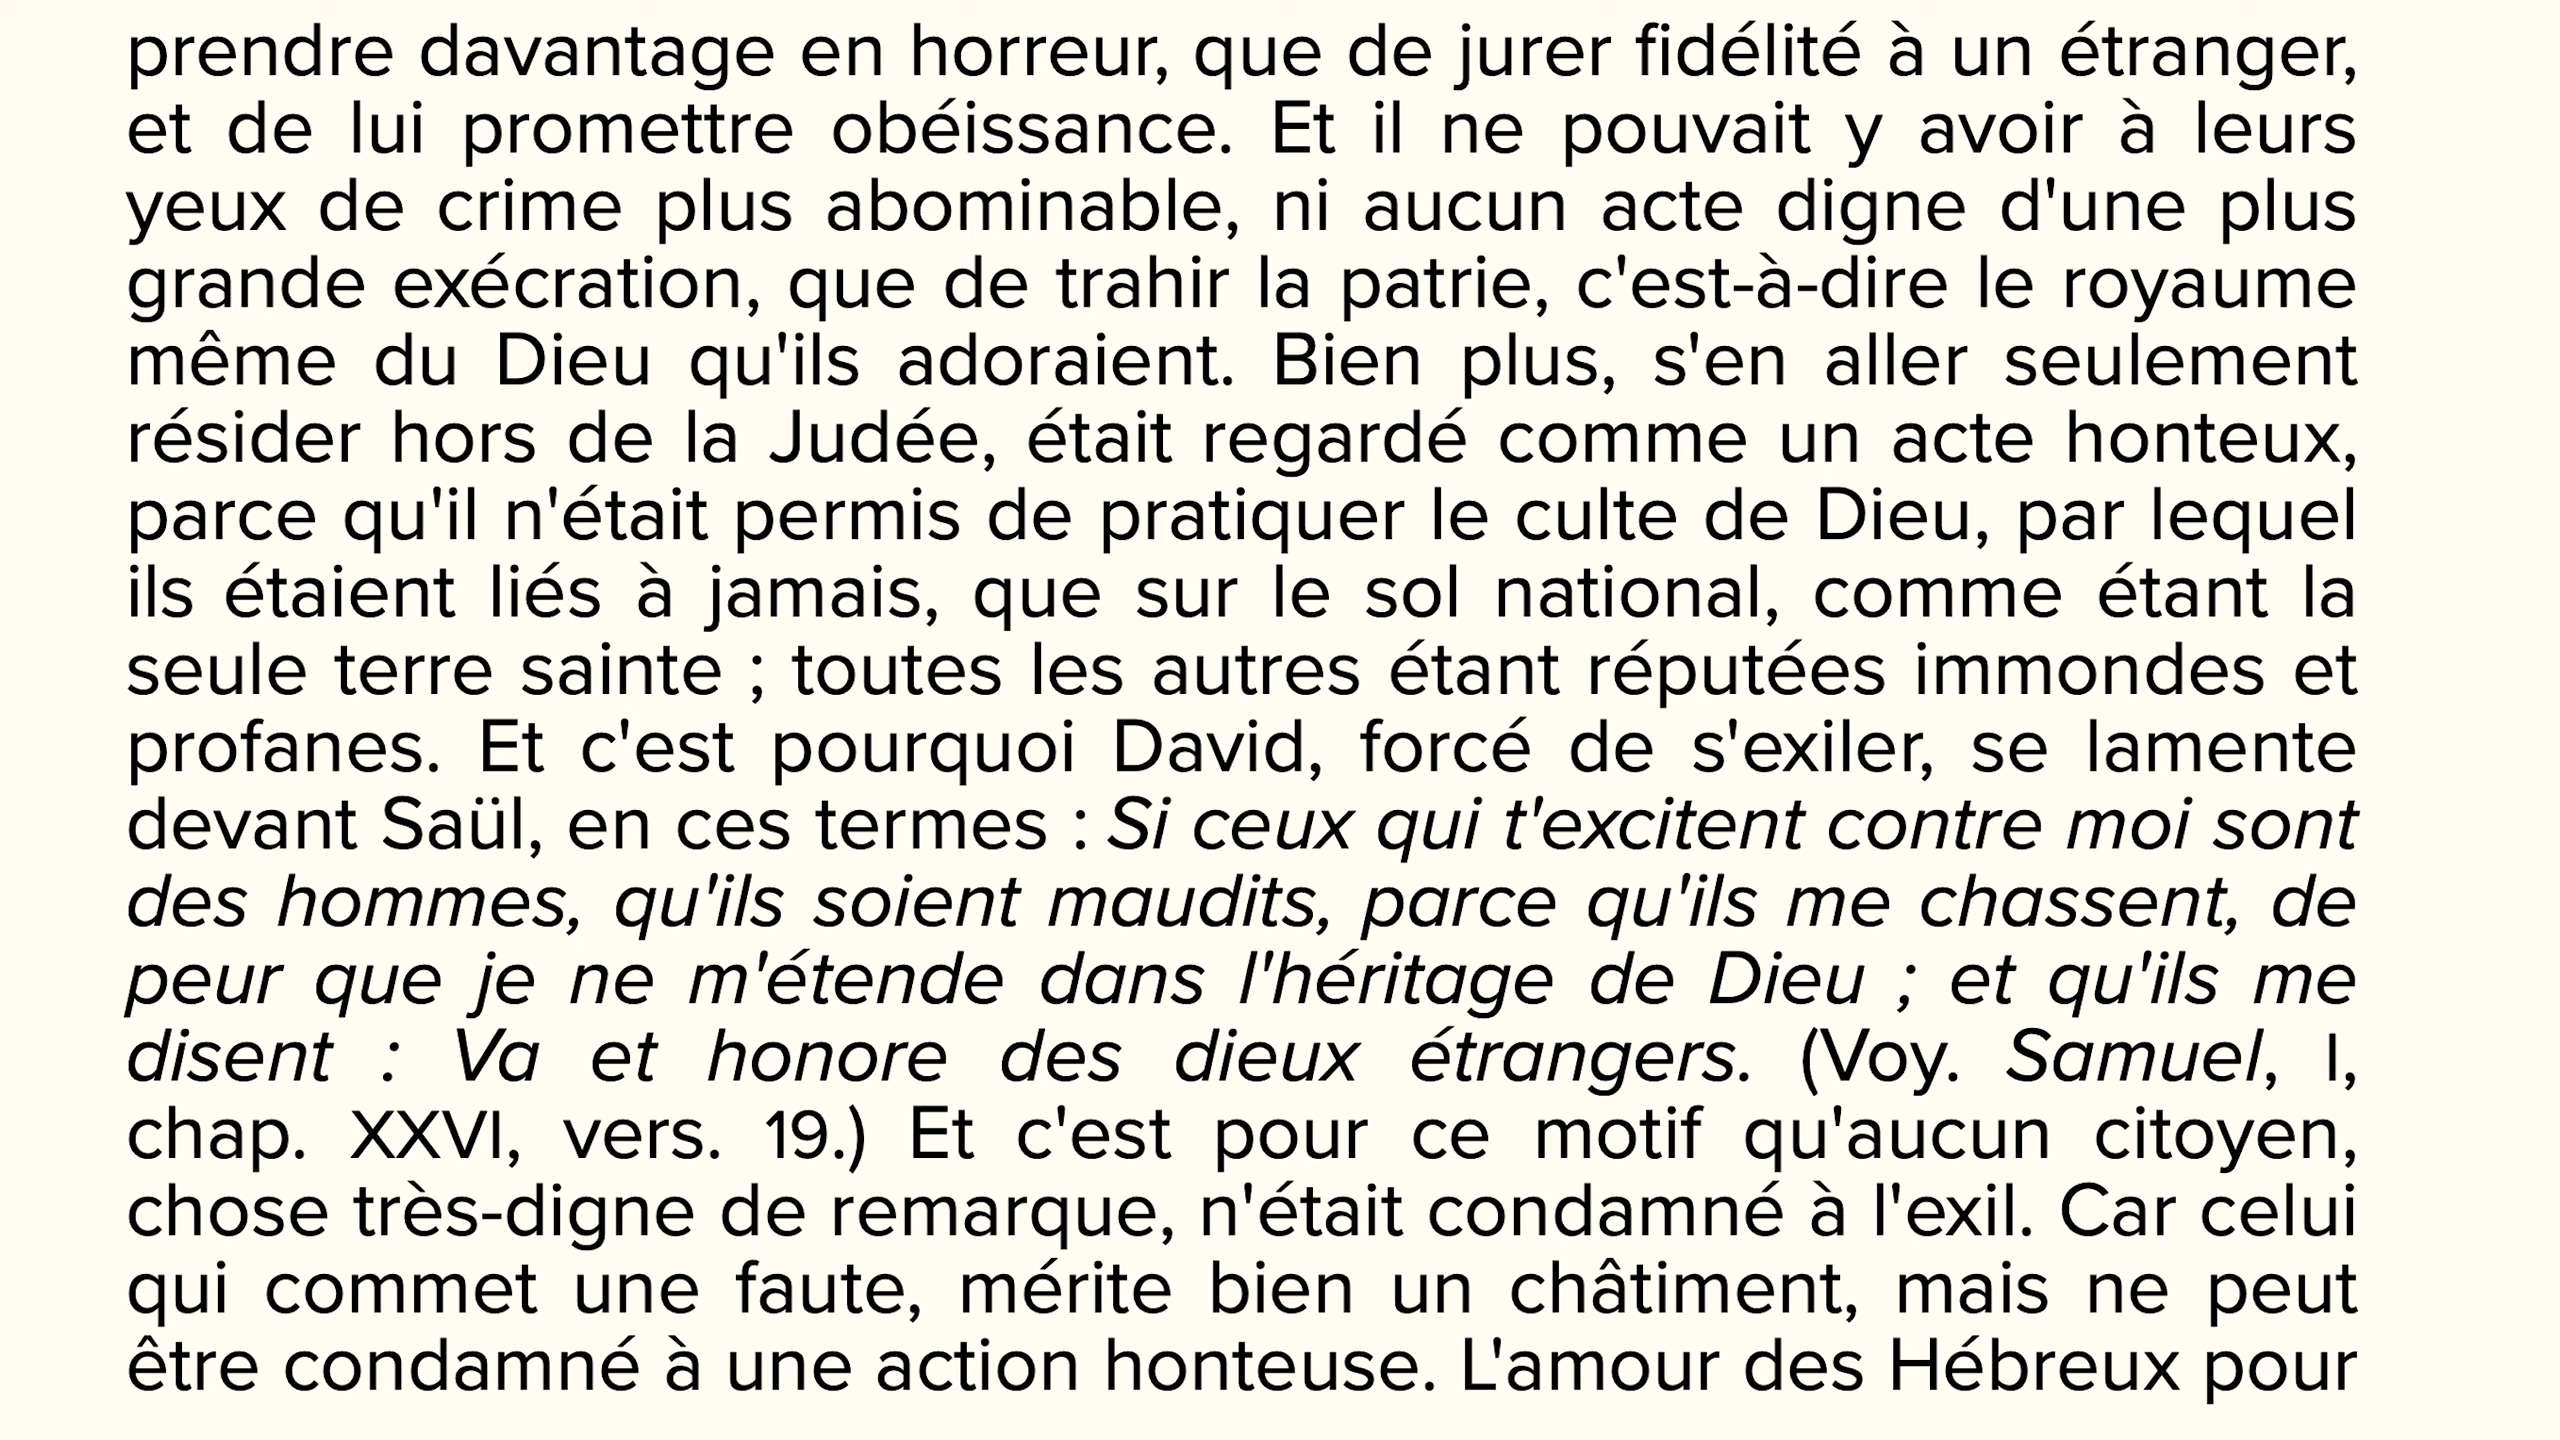 prendre davantage en horreur, que de jurer fidélité à un étranger,
et de lui promettre obéissance. Et il ne pouvait y avoir à leurs
yeux de crime plus abominable, ni aucun acte digne d'une plus
grande exécration, que de trahir la patrie, c'est-à-dire le royaume
même du Dieu qu'ils adoraient. Bien plus, s'en aller seulement
résider hors de la Judée, était regardé comme un acte honteux,
parce qu'il n'était permis de pratiquer le culte de Dieu, par lequel
ils étaient liés à jamais, que sur le sol national, comme étant la
seule terre sainte ; toutes les autres étant réputées immondes et
profanes. Et c'est pourquoi David, forcé de s'exiler, se lamente
devant Saül, en ces termes : Si ceux qui t'excitent contre moi sont
des hommes, qu'ils soient maudits, parce qu'ils me chassent, de
peur que je ne m'étende dans l'héritage de Dieu ; et qu'ils me
disent : Va et honore des dieux étrangers. (Voy. Samuel, I,
chap. XXVI, vers. 19.) Et c'est pour ce motif qu'aucun citoyen,
chose très-digne de remarque, n'était condamné à l'exil. Car celui
qui commet une faute, mérite bien un châtiment, mais ne peut
être condamné à une action honteuse. L'amour des Hébreux pour